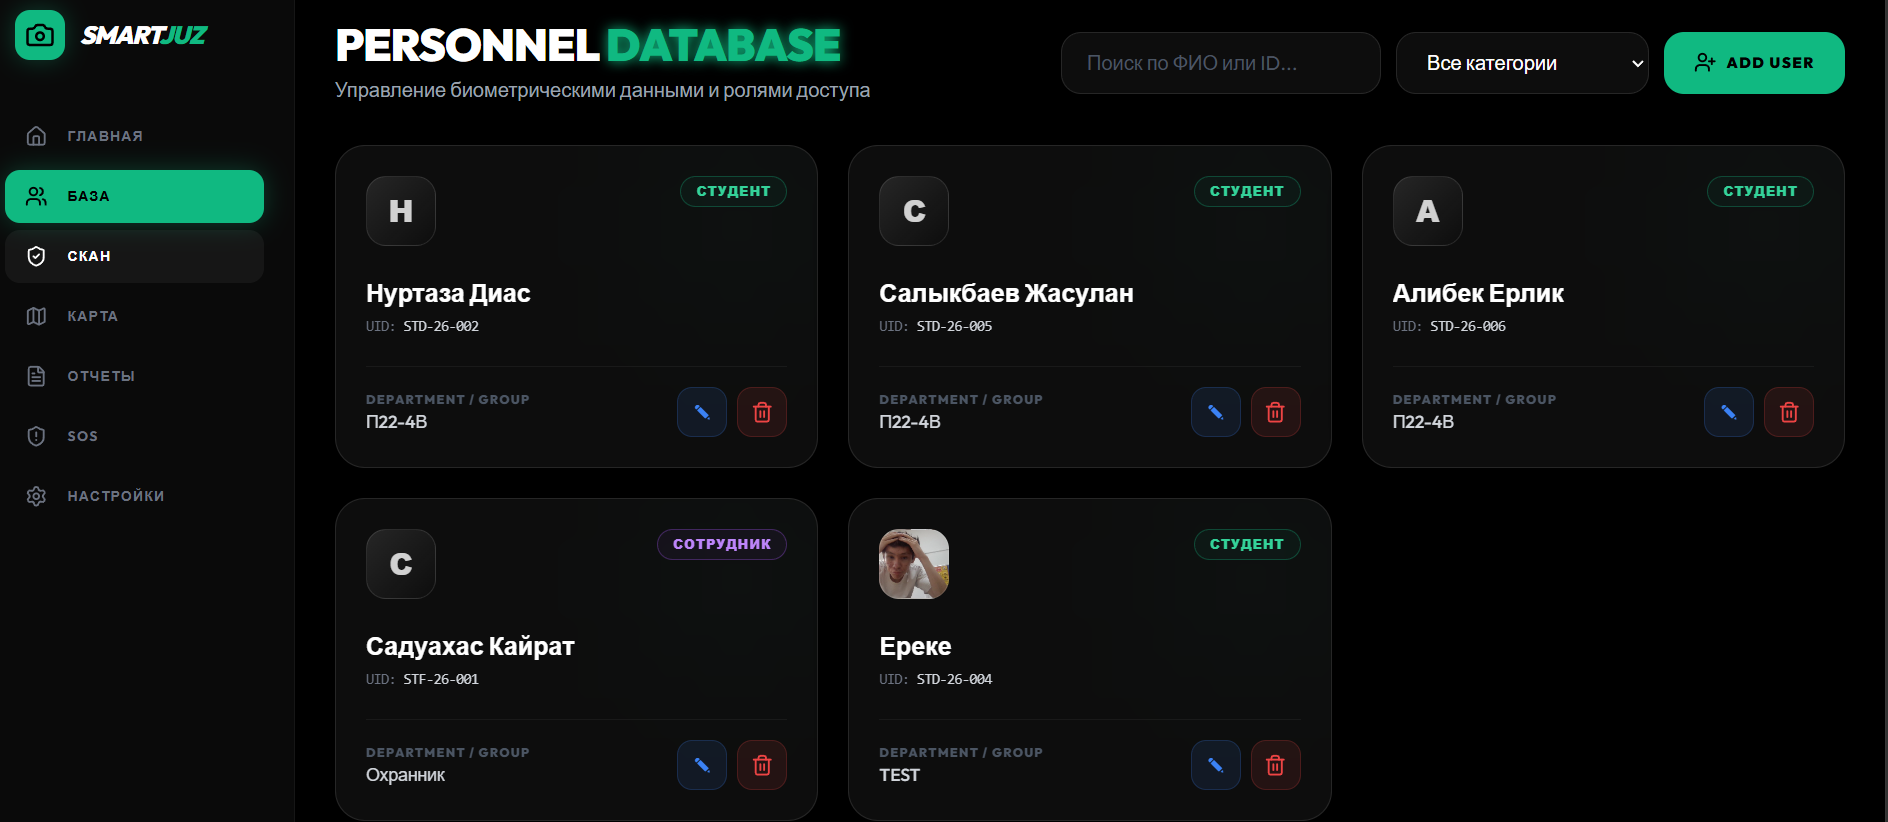 SMARTJUZ
ГЛАВНАЯ
БАЗА
СКАН
КАРТА
ОТЧЕТЫ
SOS
НАСТРОЙКИ
PERSONNEL DATABASE
Управление биометрическими данными и ролями доступа
Поиск по ФИО или ID...
Все категории
ADD USER
Н
СТУДЕНТ
Нуртаза Диас
UID: STD-26-002
DEPARTMENT / GROUP
П22-4В
С
СТУДЕНТ
Салыкбаев Жасулан
UID: STD-26-005
DEPARTMENT / GROUP
П22-4В
А
СТУДЕНТ
Алибек Ерлик
UID: STD-26-006
DEPARTMENT / GROUP
П22-4В
С
СОТРУДНИК
Садуахас Кайрат
UID: STF-26-001
DEPARTMENT / GROUP
Охранник
СТУДЕНТ
Ереке
UID: STD-26-004
DEPARTMENT / GROUP
TEST